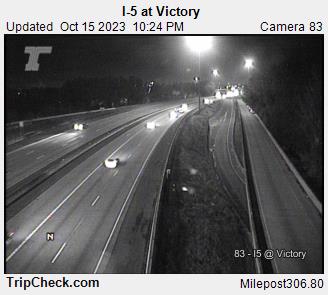 I-5 at Victory
Updated Oct 15 2023 10:24 PM Camera 83
T
N
83 - I5 @ Victory
TripCheck.com Milepost306.80